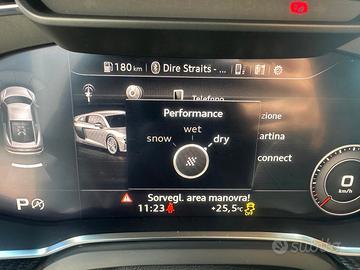 180 km
Dire Straits - ...
Telefono
Performance
snow
wet
dry
zione
artina
connect
P
0
km/h
Sorvegl. area manovra!
11:23
+25,5°C
subito